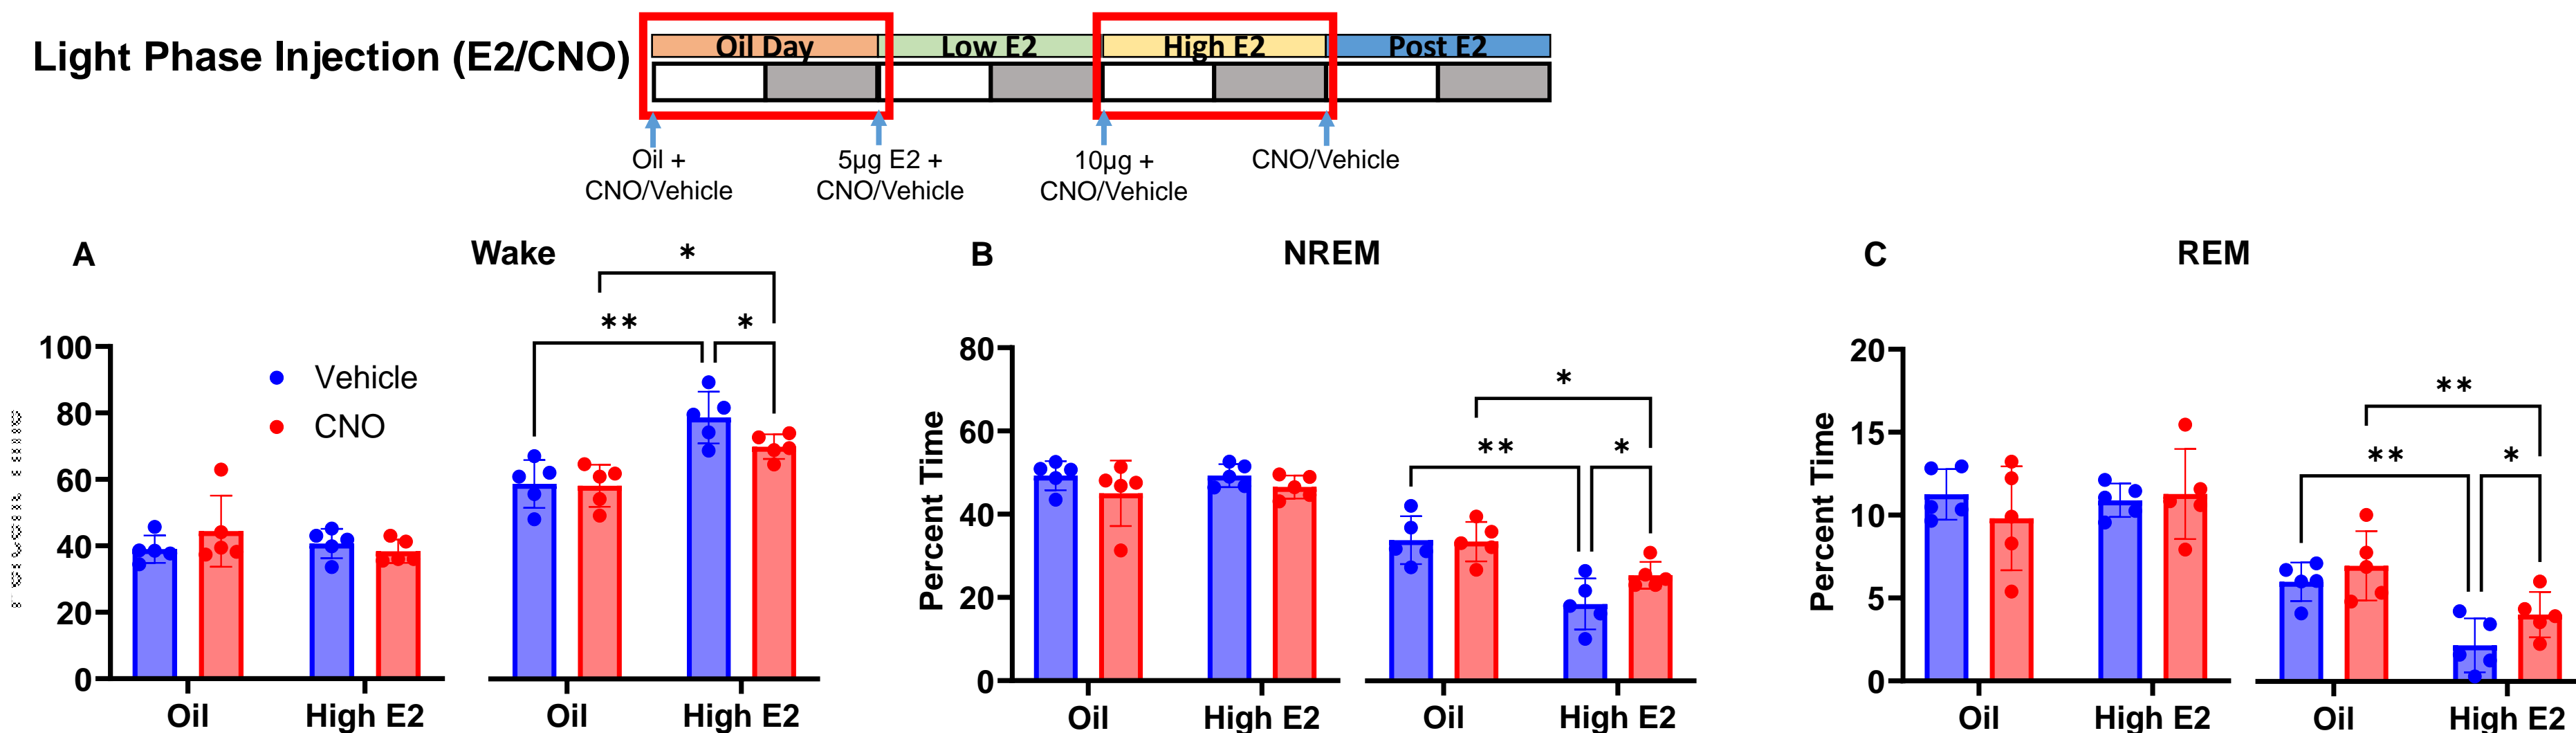 Light Phase Injection (E2/CNO)
Oil Day Low E2 High E2 Post E2
Oil + 5µg E2 + 10µg + CNO/Vehicle
CNO/Vehicle CNO/Vehicle CNO/Vehicle
A Wake B NREM C REM
* ** *
* ** *
** ** *
100
80
60
40
20
0
Vehicle
CNO
Oil High E2 Oil High E2
Percent Time
80
60
40
20
0
Oil High E2 Oil High E2
Percent Time
20
15
10
5
0
Oil High E2 Oil High E2